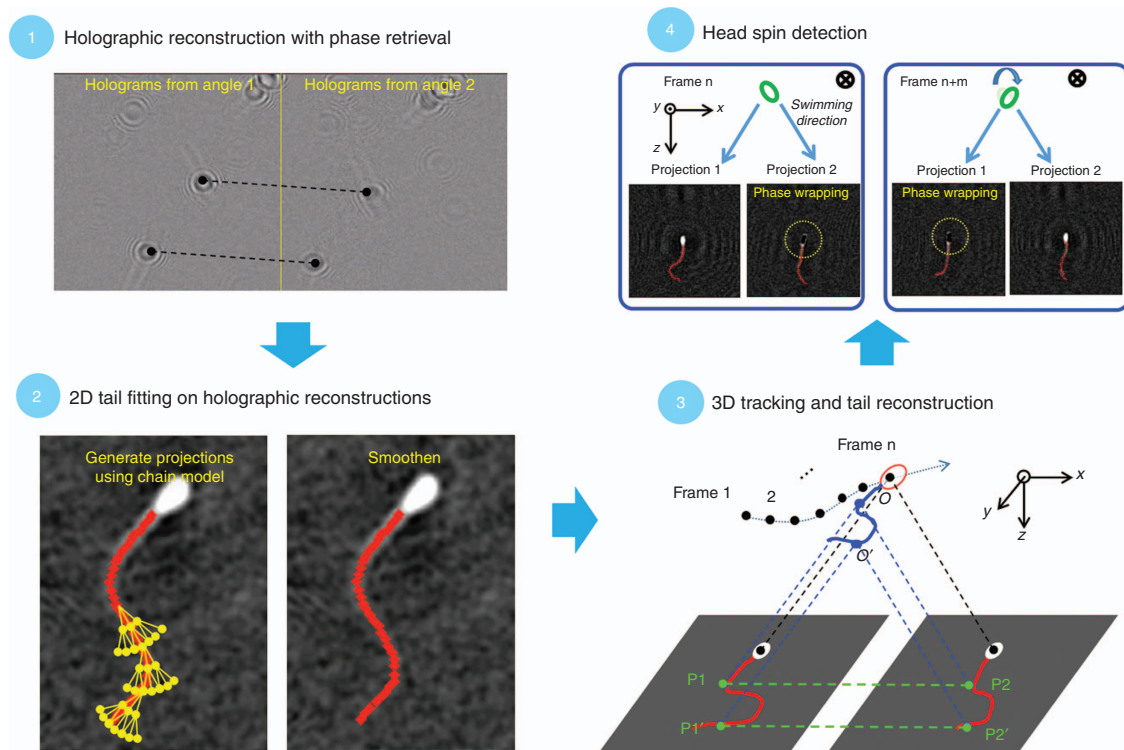 1
Holographic reconstruction with phase retrieval
Holograms from angle 1
Holograms from angle 2
2
2D tail fitting on holographic reconstructions
Generate projections
using chain model
Smoothen
3
3D tracking and tail reconstruction
Frame n
...
Frame 1
2
O
O'
x
y
z
P1
P2
P1'
P2'
4
Head spin detection
Frame n
y
x
z
Swimming
direction
Projection 1
Projection 2
Phase wrapping
Frame n+m
Projection 1
Projection 2
Phase wrapping